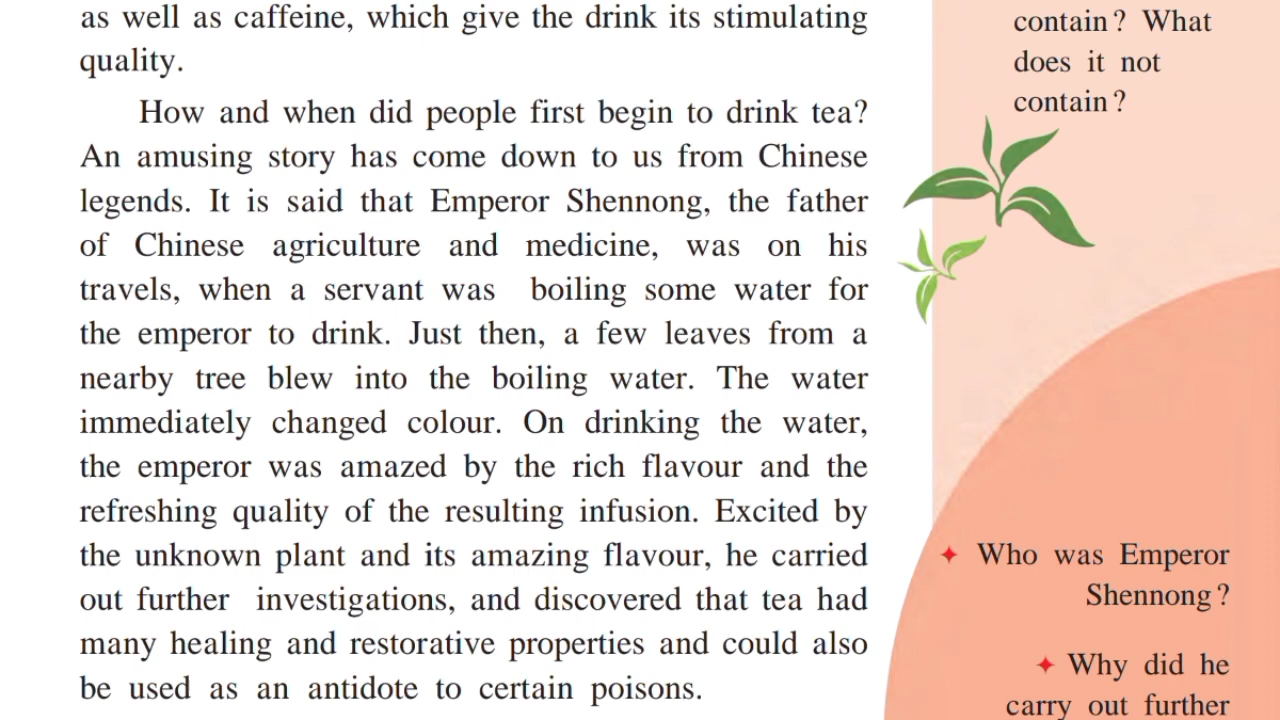 as well as caffeine, which give the drink its stimulating
quality.
How and when did people first begin to drink tea?
An amusing story has come down to us from Chinese
legends. It is said that Emperor Shennong, the father
of Chinese agriculture and medicine, was on his
travels, when a servant was boiling some water for
the emperor to drink. Just then, a few leaves from a
nearby tree blew into the boiling water. The water
immediately changed colour. On drinking the water,
the emperor was amazed by the rich flavour and the
refreshing quality of the resulting infusion. Excited by
the unknown plant and its amazing flavour, he carried
out further investigations, and discovered that tea had
many healing and restorative properties and could also
be used as an antidote to certain poisons.
contain? What
does it not
contain?
Who was Emperor
Shennong?
Why did he
carry out further